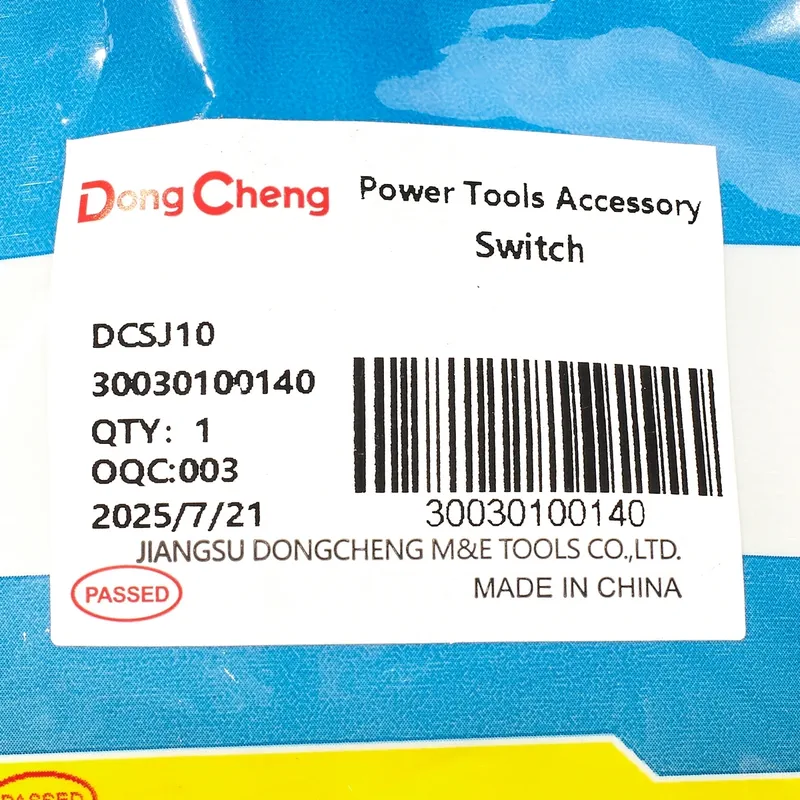 Dong Cheng
Power Tools Accessory
Switch
DCSJ10
30030100140
QTY: 1
OQC:003
2025/7/21
30030100140
JIANGSU DONGCHENG M&E TOOLS CO.,LTD.
PASSED
MADE IN CHINA
PASSED